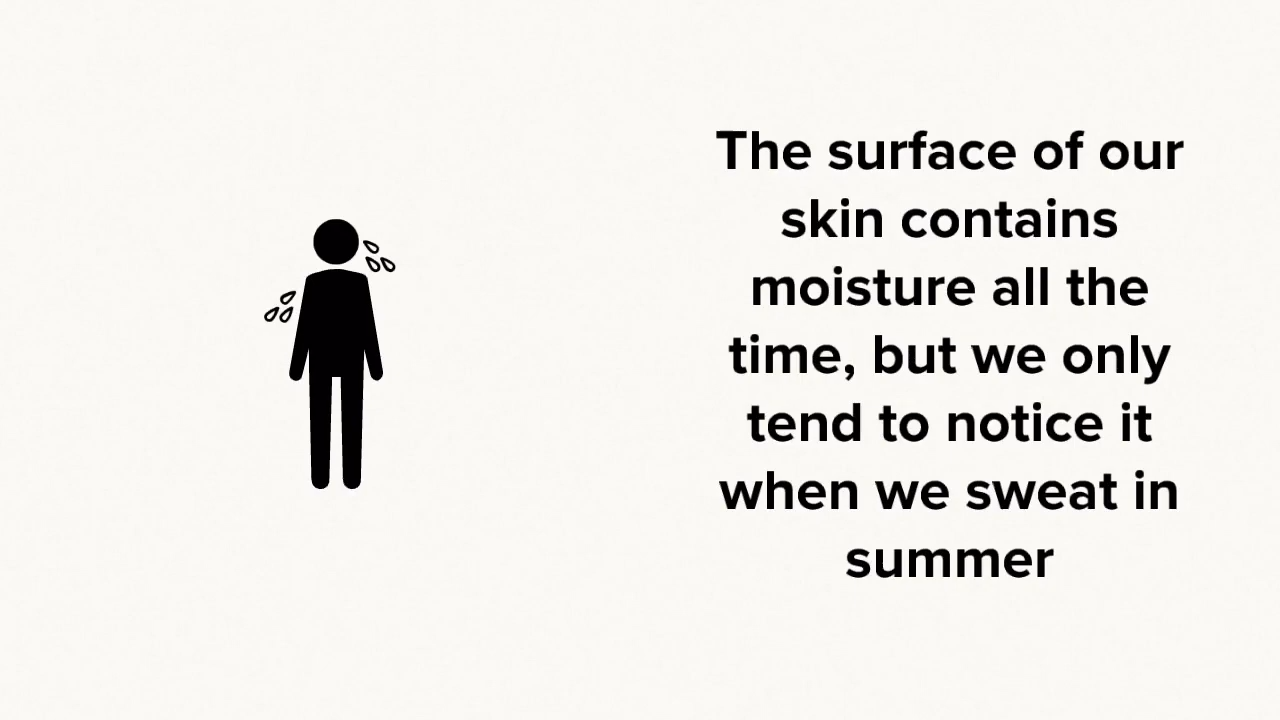 The surface of our
skin contains
moisture all the
time, but we only
tend to notice it
when we sweat in
summer